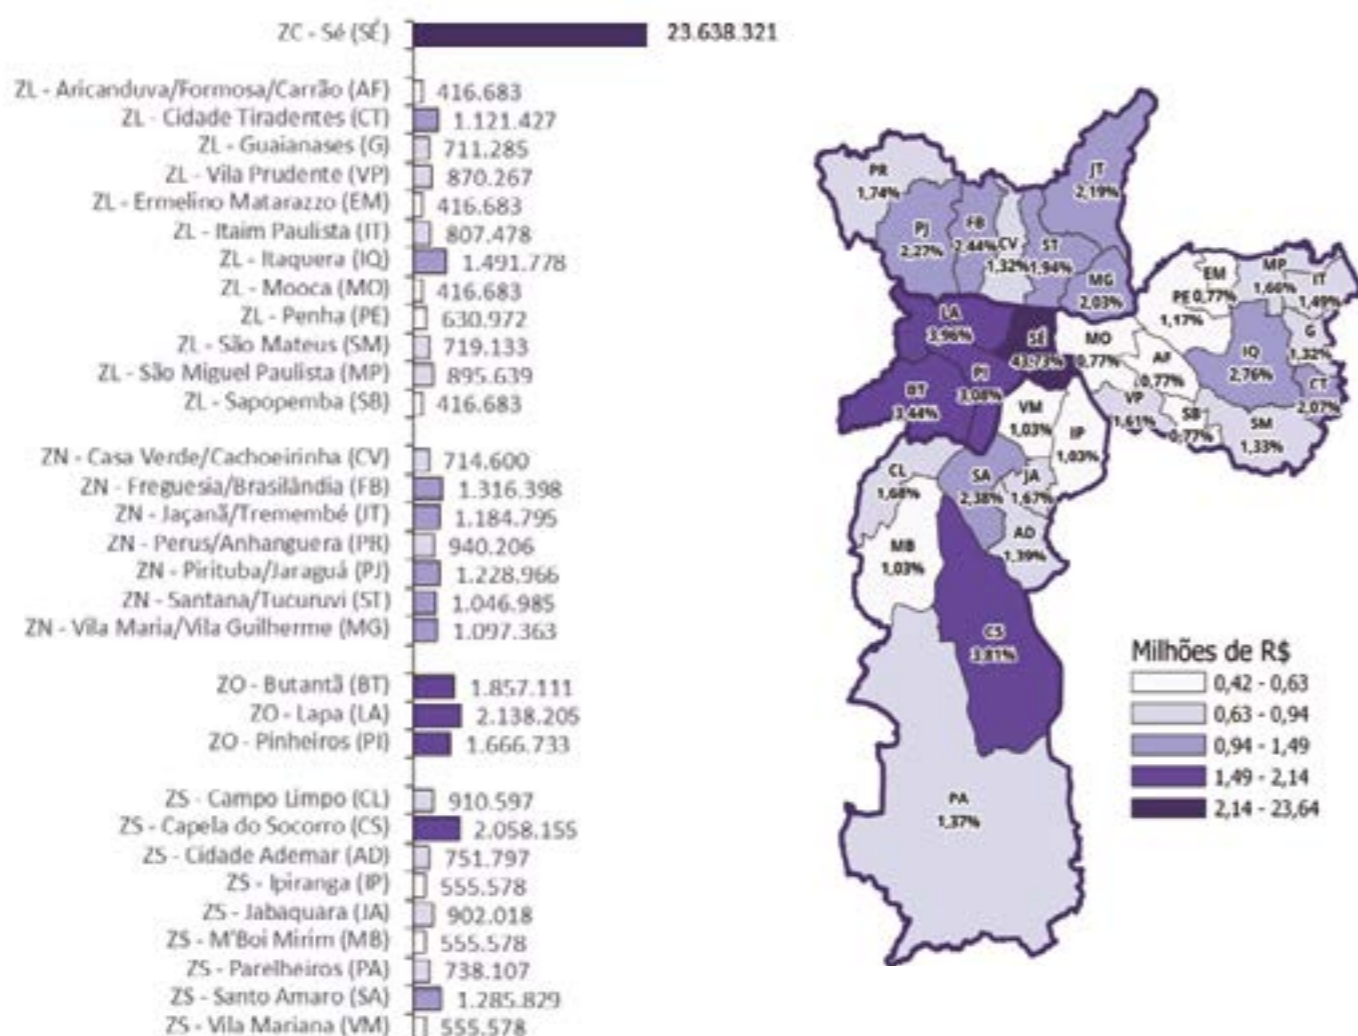 ZC - Sé (SÉ) 23.638.321
ZL - Aricanduva/Formosa/Carrão (AF) 416.683
ZL - Cidade Tiradentes (CT) 1.121.427
ZL - Guaianases (G) 711.285
ZL - Vila Prudente (VP) 870.267
ZL - Ermelino Matarazzo (EM) 416.683
ZL - Itaim Paulista (IT) 807.478
ZL - Itaquera (IQ) 1.491.778
ZL - Mooca (MO) 416.683
ZL - Penha (PE) 630.972
ZL - São Mateus (SM) 719.133
ZL - São Miguel Paulista (MP) 895.639
ZL - Sapopemba (SB) 416.683
ZN - Casa Verde/Cachoeirinha (CV) 714.600
ZN - Freguesia/Brasilândia (FB) 1.316.398
ZN - Jaçanã/Tremembé (JT) 1.184.795
ZN - Perus/Anhanguera (PR) 940.206
ZN - Pirituba/Jaraguá (PJ) 1.228.966
ZN - Santana/Tucuruvi (ST) 1.046.985
ZN - Vila Maria/Vila Guilherme (MG) 1.097.363
ZO - Butantã (BT) 1.857.111
ZO - Lapa (LA) 2.138.205
ZO - Pinheiros (PI) 1.666.733
ZS - Campo Limpo (CL) 910.597
ZS - Capela do Socorro (CS) 2.058.155
ZS - Cidade Ademar (AD) 751.797
ZS - Ipiranga (IP) 555.578
ZS - Jabaquara (JA) 902.018
ZS - M'Boi Mirim (MB) 555.578
ZS - Parelheiros (PA) 738.107
ZS - Santo Amaro (SA) 1.285.829
ZS - Vila Mariana (VM) 555.578
PR
1,74%
JT
2,19%
PJ
2,27%
FB
2,44%
CV
1,32%
ST
1,94%
MG
2,03%
LA
3,96%
SÉ
43,73%
BT
3,44%
PI
3,08%
MO
0,77%
PE
1,17%
EM
0,77%
MP
1,66%
IT
1,49%
G
1,32%
IQ
2,76%
CT
2,07%
AF
0,77%
VP
1,61%
SB
0,77%
SM
1,33%
VM
1,03%
IP
1,03%
CL
1,68%
SA
2,38%
JA
1,67%
AD
1,39%
MB
1,03%
CS
3,81%
PA
1,37%
Milhões de R$
0,42 - 0,63
0,63 - 0,94
0,94 - 1,49
1,49 - 2,14
2,14 - 23,64